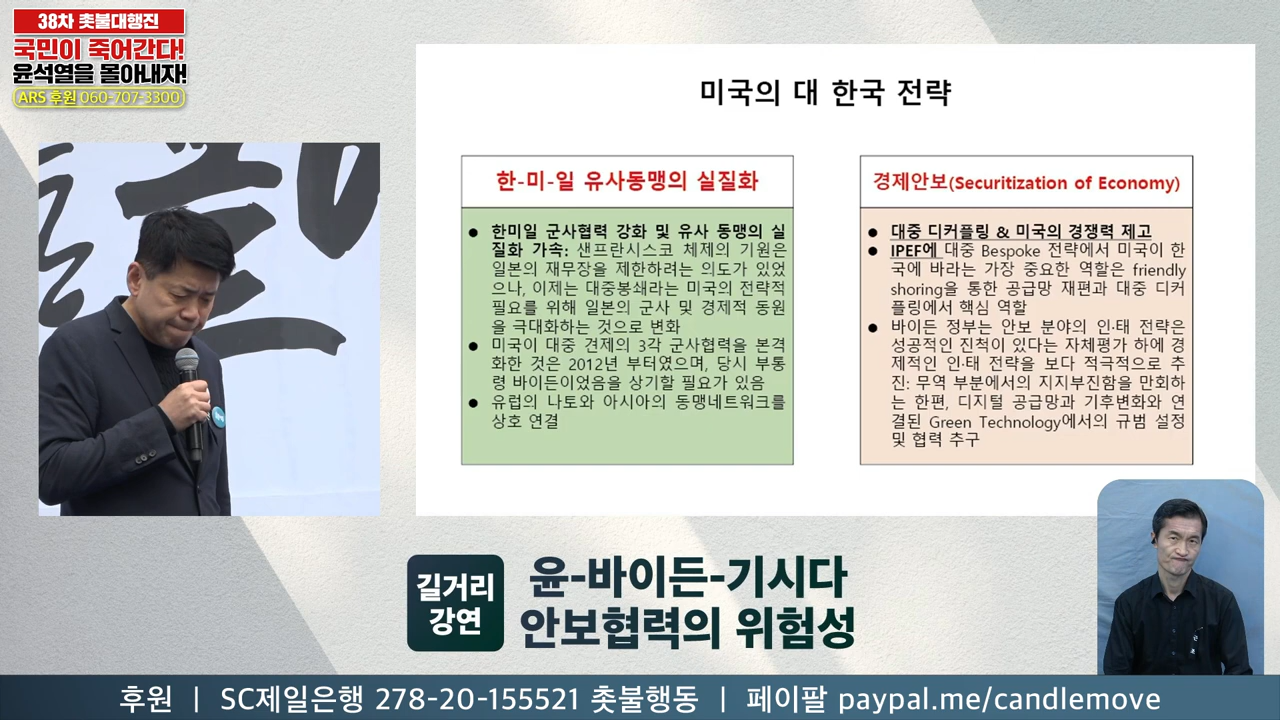 38차 촛불대행진
국민이 죽어간다!
윤석열을 몰아내자!
ARS 후원 060-707-3300
미국의 대 한국 전략
한-미-일 유사동맹의 실질화
● 한미일 군사협력 강화 및 유사 동맹의 실
질화 가속: 샌프란시스코 체제의 기원은
일본의 재무장을 제한하려는 의도가 있었
으나, 이제는 대중봉쇄라는 미국의 전략적
필요를 위해 일본의 군사 및 경제적 동원
을 극대화하는 것으로 변화
● 미국이 대중 견제의 3각 군사협력을 본격
화한 것은 2012년 부터였으며, 당시 부통
령 바이든이었음을 상기할 필요가 있음
● 유럽의 나토와 아시아의 동맹네트워크를
상호 연결
경제안보(Securitization of Economy)
● 대중 디커플링 & 미국의 경쟁력 제고
● IPEF에 대중 Bespoke 전략에서 미국이 한
국에 바라는 가장 중요한 역할은 friendly
shoring을 통한 공급망 재편과 대중 디커
플링에서 핵심 역할
● 바이든 정부는 안보 분야의 인·태 전략은
성공적인 진척이 있다는 자체평가 하에 경
제적인 인·태 전략을 보다 적극적으로 추
진: 무역 부분에서의 지지부진함을 만회하
는 한편, 디지털 공급망과 기후변화와 연
결된 Green Technology에서의 규범 설정
및 협력 추구
길거리
강연
윤-바이든-기시다
안보협력의 위험성
후원 | SC제일은행 278-20-155521 촛불행동 | 페이팔 paypal.me/candlemove